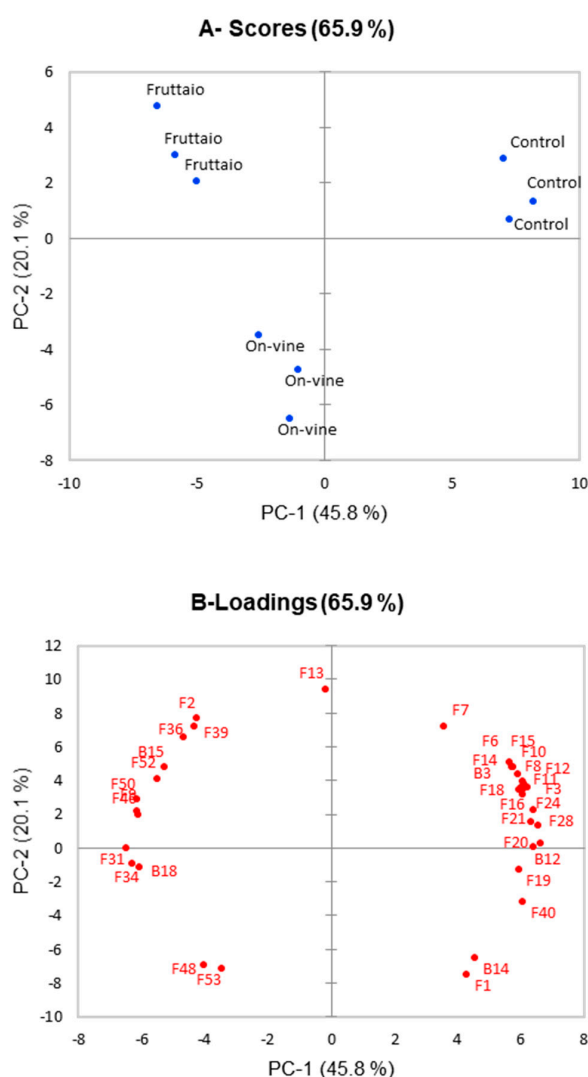 A- Scores (65.9 %)
6
4
2
0
-2
-4
-6
-8
PC-2 (20.1 %)
Fruttaio
Fruttaio
Fruttaio
Control
Control
Control
On-vine
On-vine
On-vine
-10
-5
0
5
10
PC-1 (45.8 %)
B-Loadings (65.9 %)
12
10
8
6
4
2
0
-2
-4
-6
-8
-10
PC-2 (20.1 %)
F13
F2
F7
F36
F39
F6
F15
B15
F14
F10
F52
B3
F8
F12
F11
F50
F18
F3
F16
F24
F21
F28
F20
F31
B12
F34
B18
F19
F40
F48
B14
F53
F1
-8
-6
-4
-2
0
2
4
6
8
PC-1 (45.8 %)